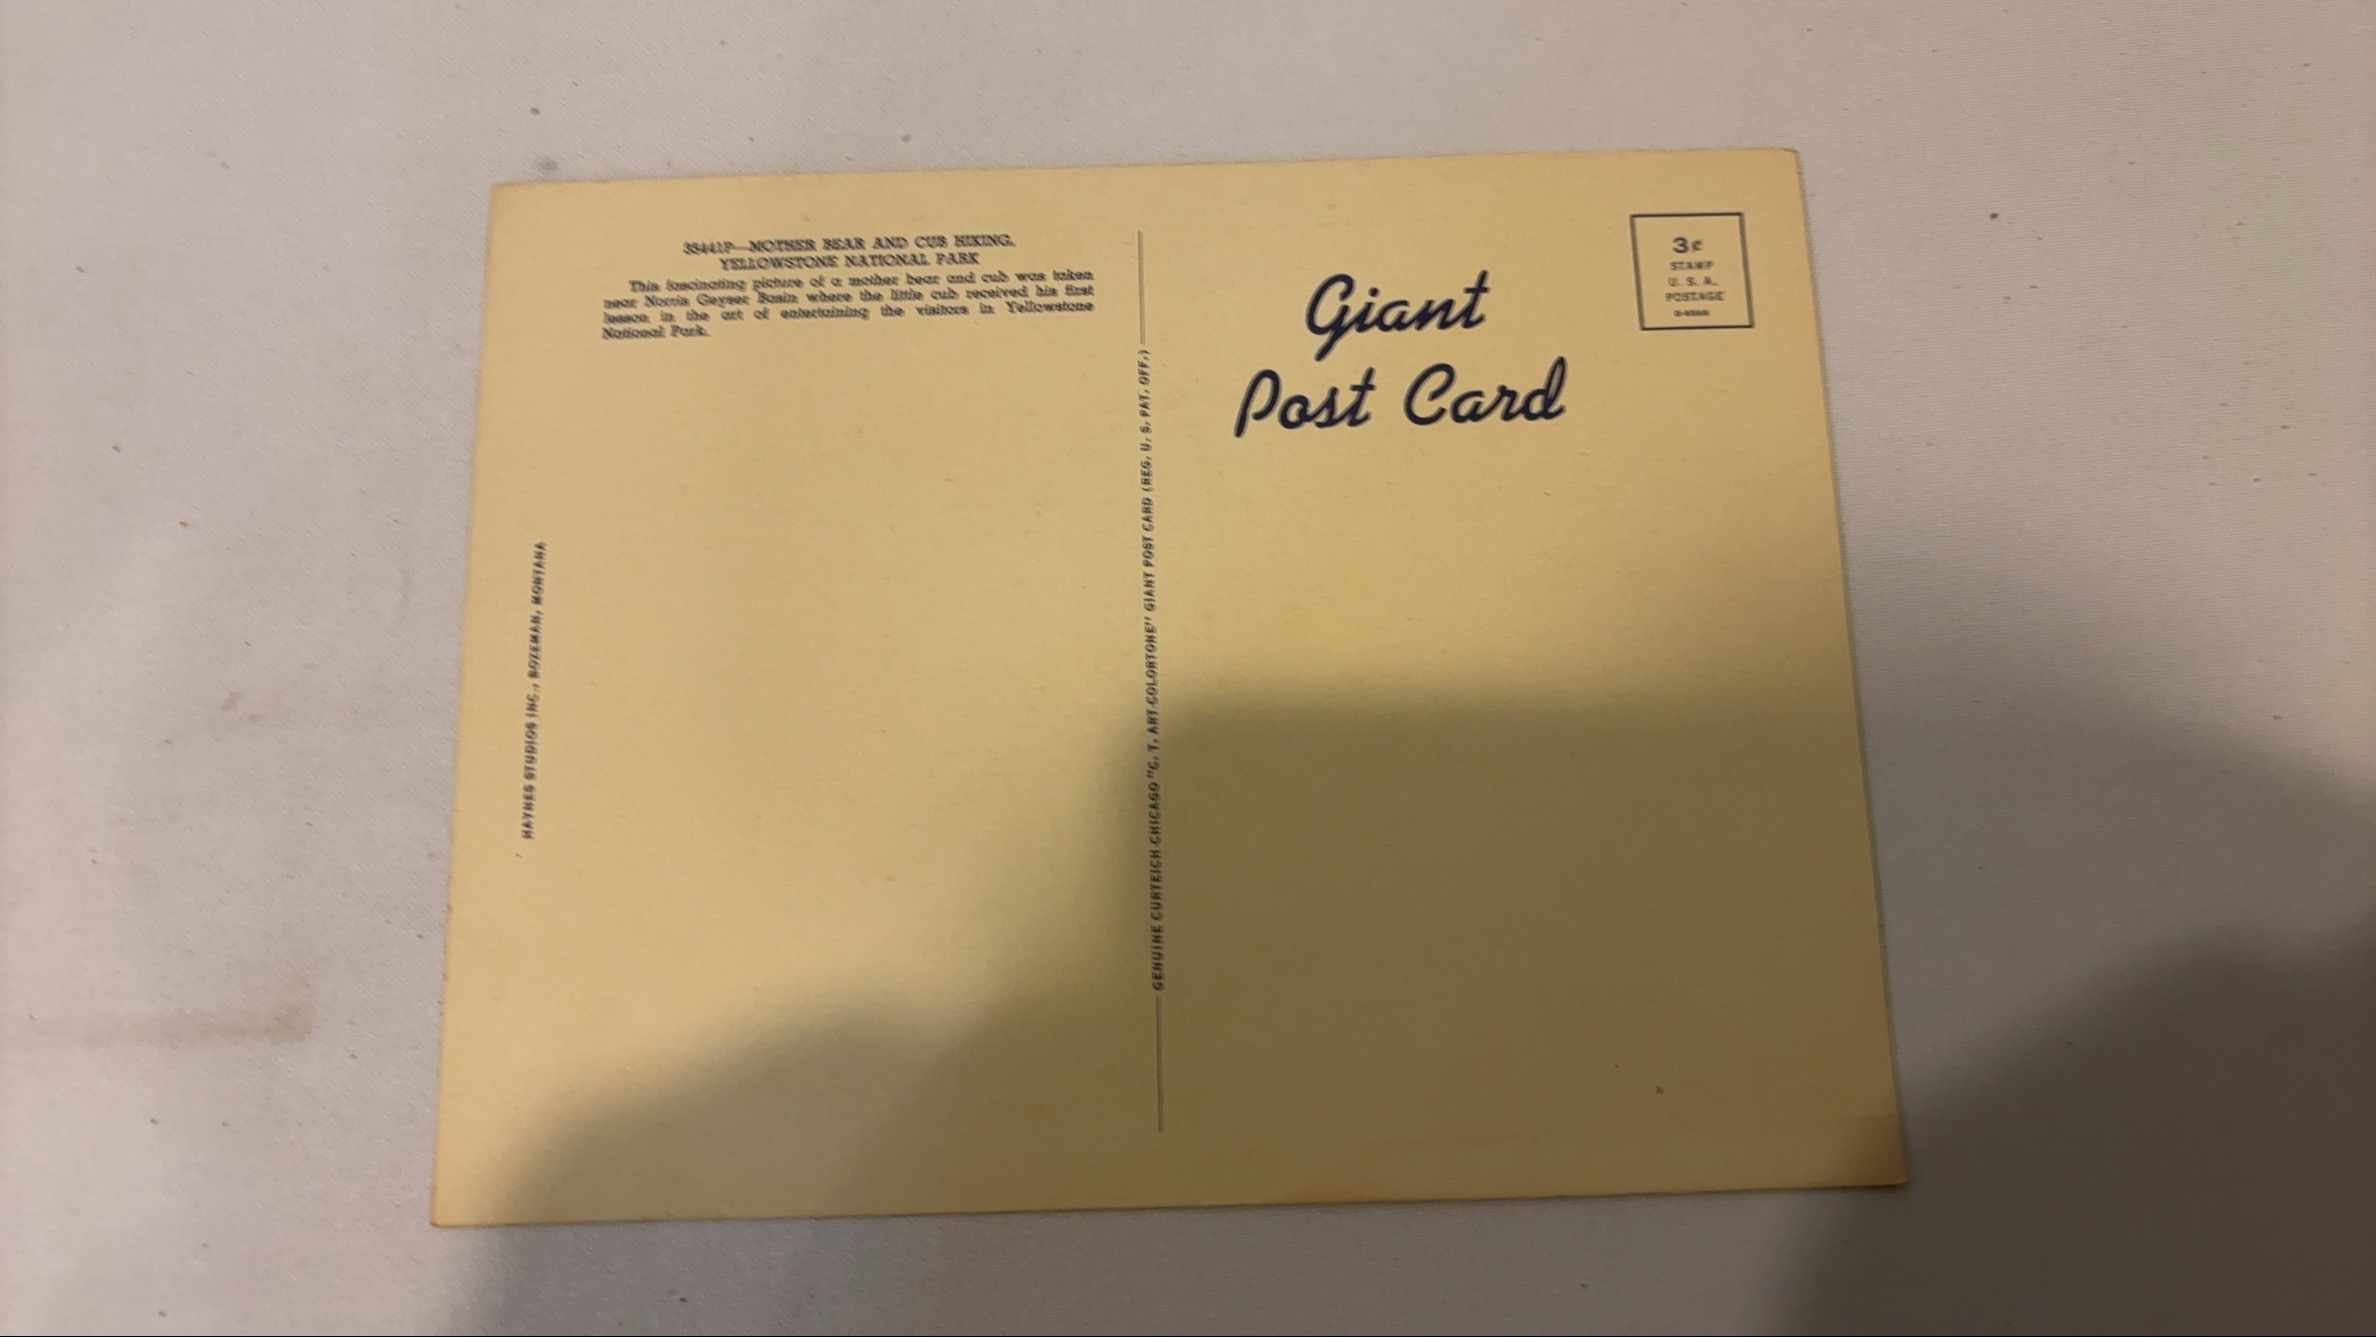 MOTHER BEAR AND CUB HIKING,
YELLOWSTONE NATIONAL PARK
This fascinating picture of a mother bear and cub was taken
near Norris Geyser Basin where the little cub received his first
lesson in the art of entertaining the visitors in Yellowstone
National Park.
HAYNES STUDIOS INC., BOZEMAN, MONTANA
GENUINE CURTEICH-CHICAGO "C. T. ART-COLORTONE" GIANT POST CARD (REG. U. S. PAT. OFF.)
Giant
Post Card
3¢
STAMP
U. S. A.
POSTAGE